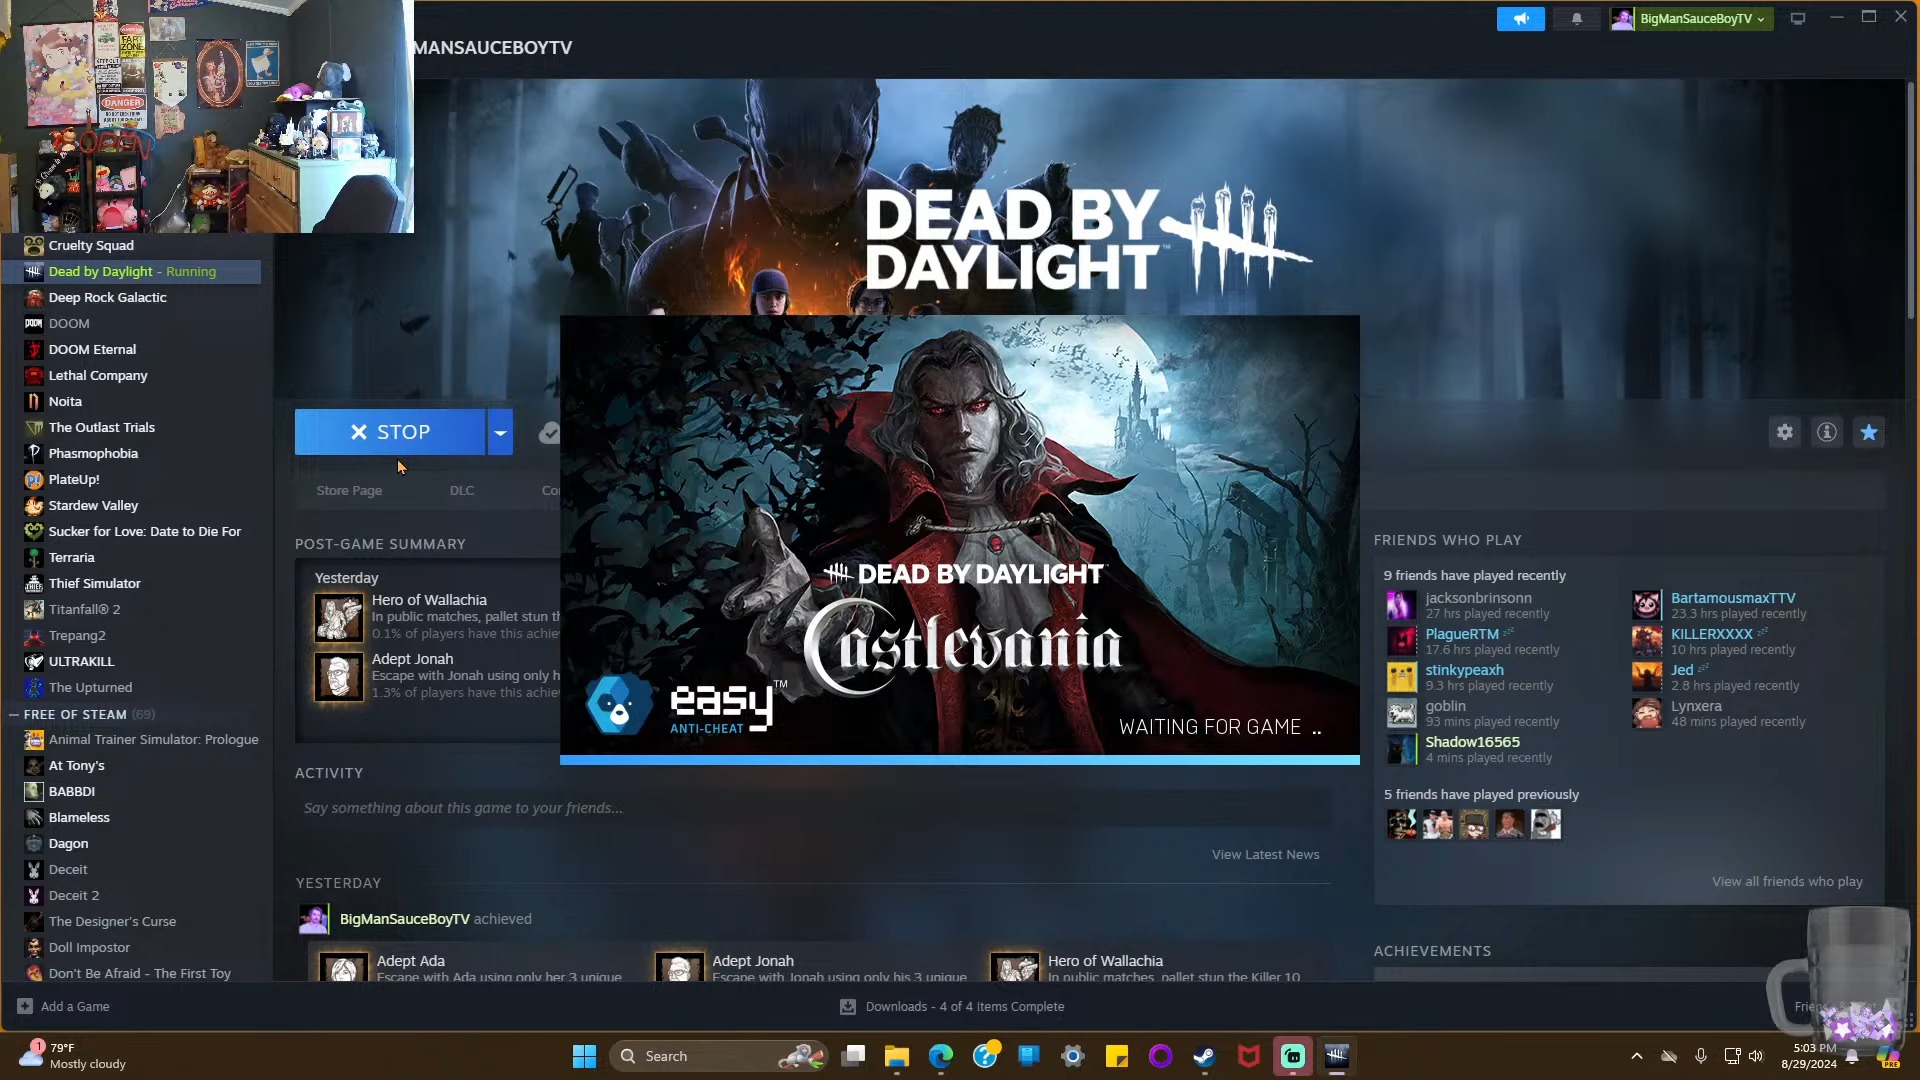 MANSAUCEBOYTV
BigManSauceBoyTV
FART
ZONE
DANGER
OPEN
DEAD BY
DAYLIGHT
Cruelty Squad
Dead by Daylight - Running
Deep Rock Galactic
DOOM
DOOM Eternal
Lethal Company
Noita
The Outlast Trials
Phasmophobia
PlateUp!
Stardew Valley
Sucker for Love: Date to Die For
Terraria
Thief Simulator
Titanfall® 2
Trepang2
ULTRAKILL
The Upturned
FREE OF STEAM (69)
Animal Trainer Simulator: Prologue
At Tony's
BABBDI
Blameless
Dagon
Deceit
Deceit 2
The Designer's Curse
Doll Impostor
Don't Be Afraid - The First Toy
STOP
Store Page
DLC
Co
POST-GAME SUMMARY
Yesterday
Hero of Wallachia
In public matches, pallet stun th
0.1% of players have this achie
Adept Jonah
Escape with Jonah using only h
1.3% of players have this achie
DEAD BY DAYLIGHT
Castlevania
easy™
ANTI-CHEAT
WAITING FOR GAME ..
ACTIVITY
Say something about this game to your friends...
View Latest News
YESTERDAY
BigManSauceBoyTV achieved
Adept Ada
Escape with Ada using only her 3 unique
Adept Jonah
Escape with Jonah using only his 3 unique
Hero of Wallachia
In public matches, pallet stun the Killer 10
FRIENDS WHO PLAY
9 friends have played recently
jacksonbrinsonn
27 hrs played recently
BartamousmaxTTV
23.3 hrs played recently
PlagueRTM
17.6 hrs played recently
KILLERXXXX
10 hrs played recently
stinkypeaxh
9.3 hrs played recently
Jed
2.8 hrs played recently
goblin
93 mins played recently
Lynxera
48 mins played recently
Shadow16565
4 mins played recently
5 friends have played previously
View all friends who play
ACHIEVEMENTS
Add a Game
Downloads - 4 of 4 Items Complete
1
79°F
Mostly cloudy
Search
5:03 PM
8/29/2024
PRE